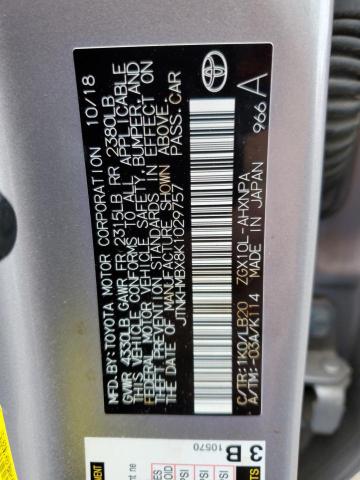 MFD.BY:TOYOTA MOTOR CORPORATION 10/18
GVWR 4330LB GAWR FR 2315LB RR 2380LB
THIS VEHICLE CONFORMS TO ALL APPLICABLE
FEDERAL MOTOR VEHICLE SAFETY, BUMPER, AND
THEFT PREVENTION STANDARDS IN EFFECT ON
THE DATE OF MANUFACTURE SHOWN ABOVE.
JTNKHMBX8K1029757 PASS.CAR
TOYOTA
C/TR:1K0/LB20 ZGX10L-AHXNPA
A/TM:-03A/K114 MADE IN JAPAN
966 A
3 B
10570